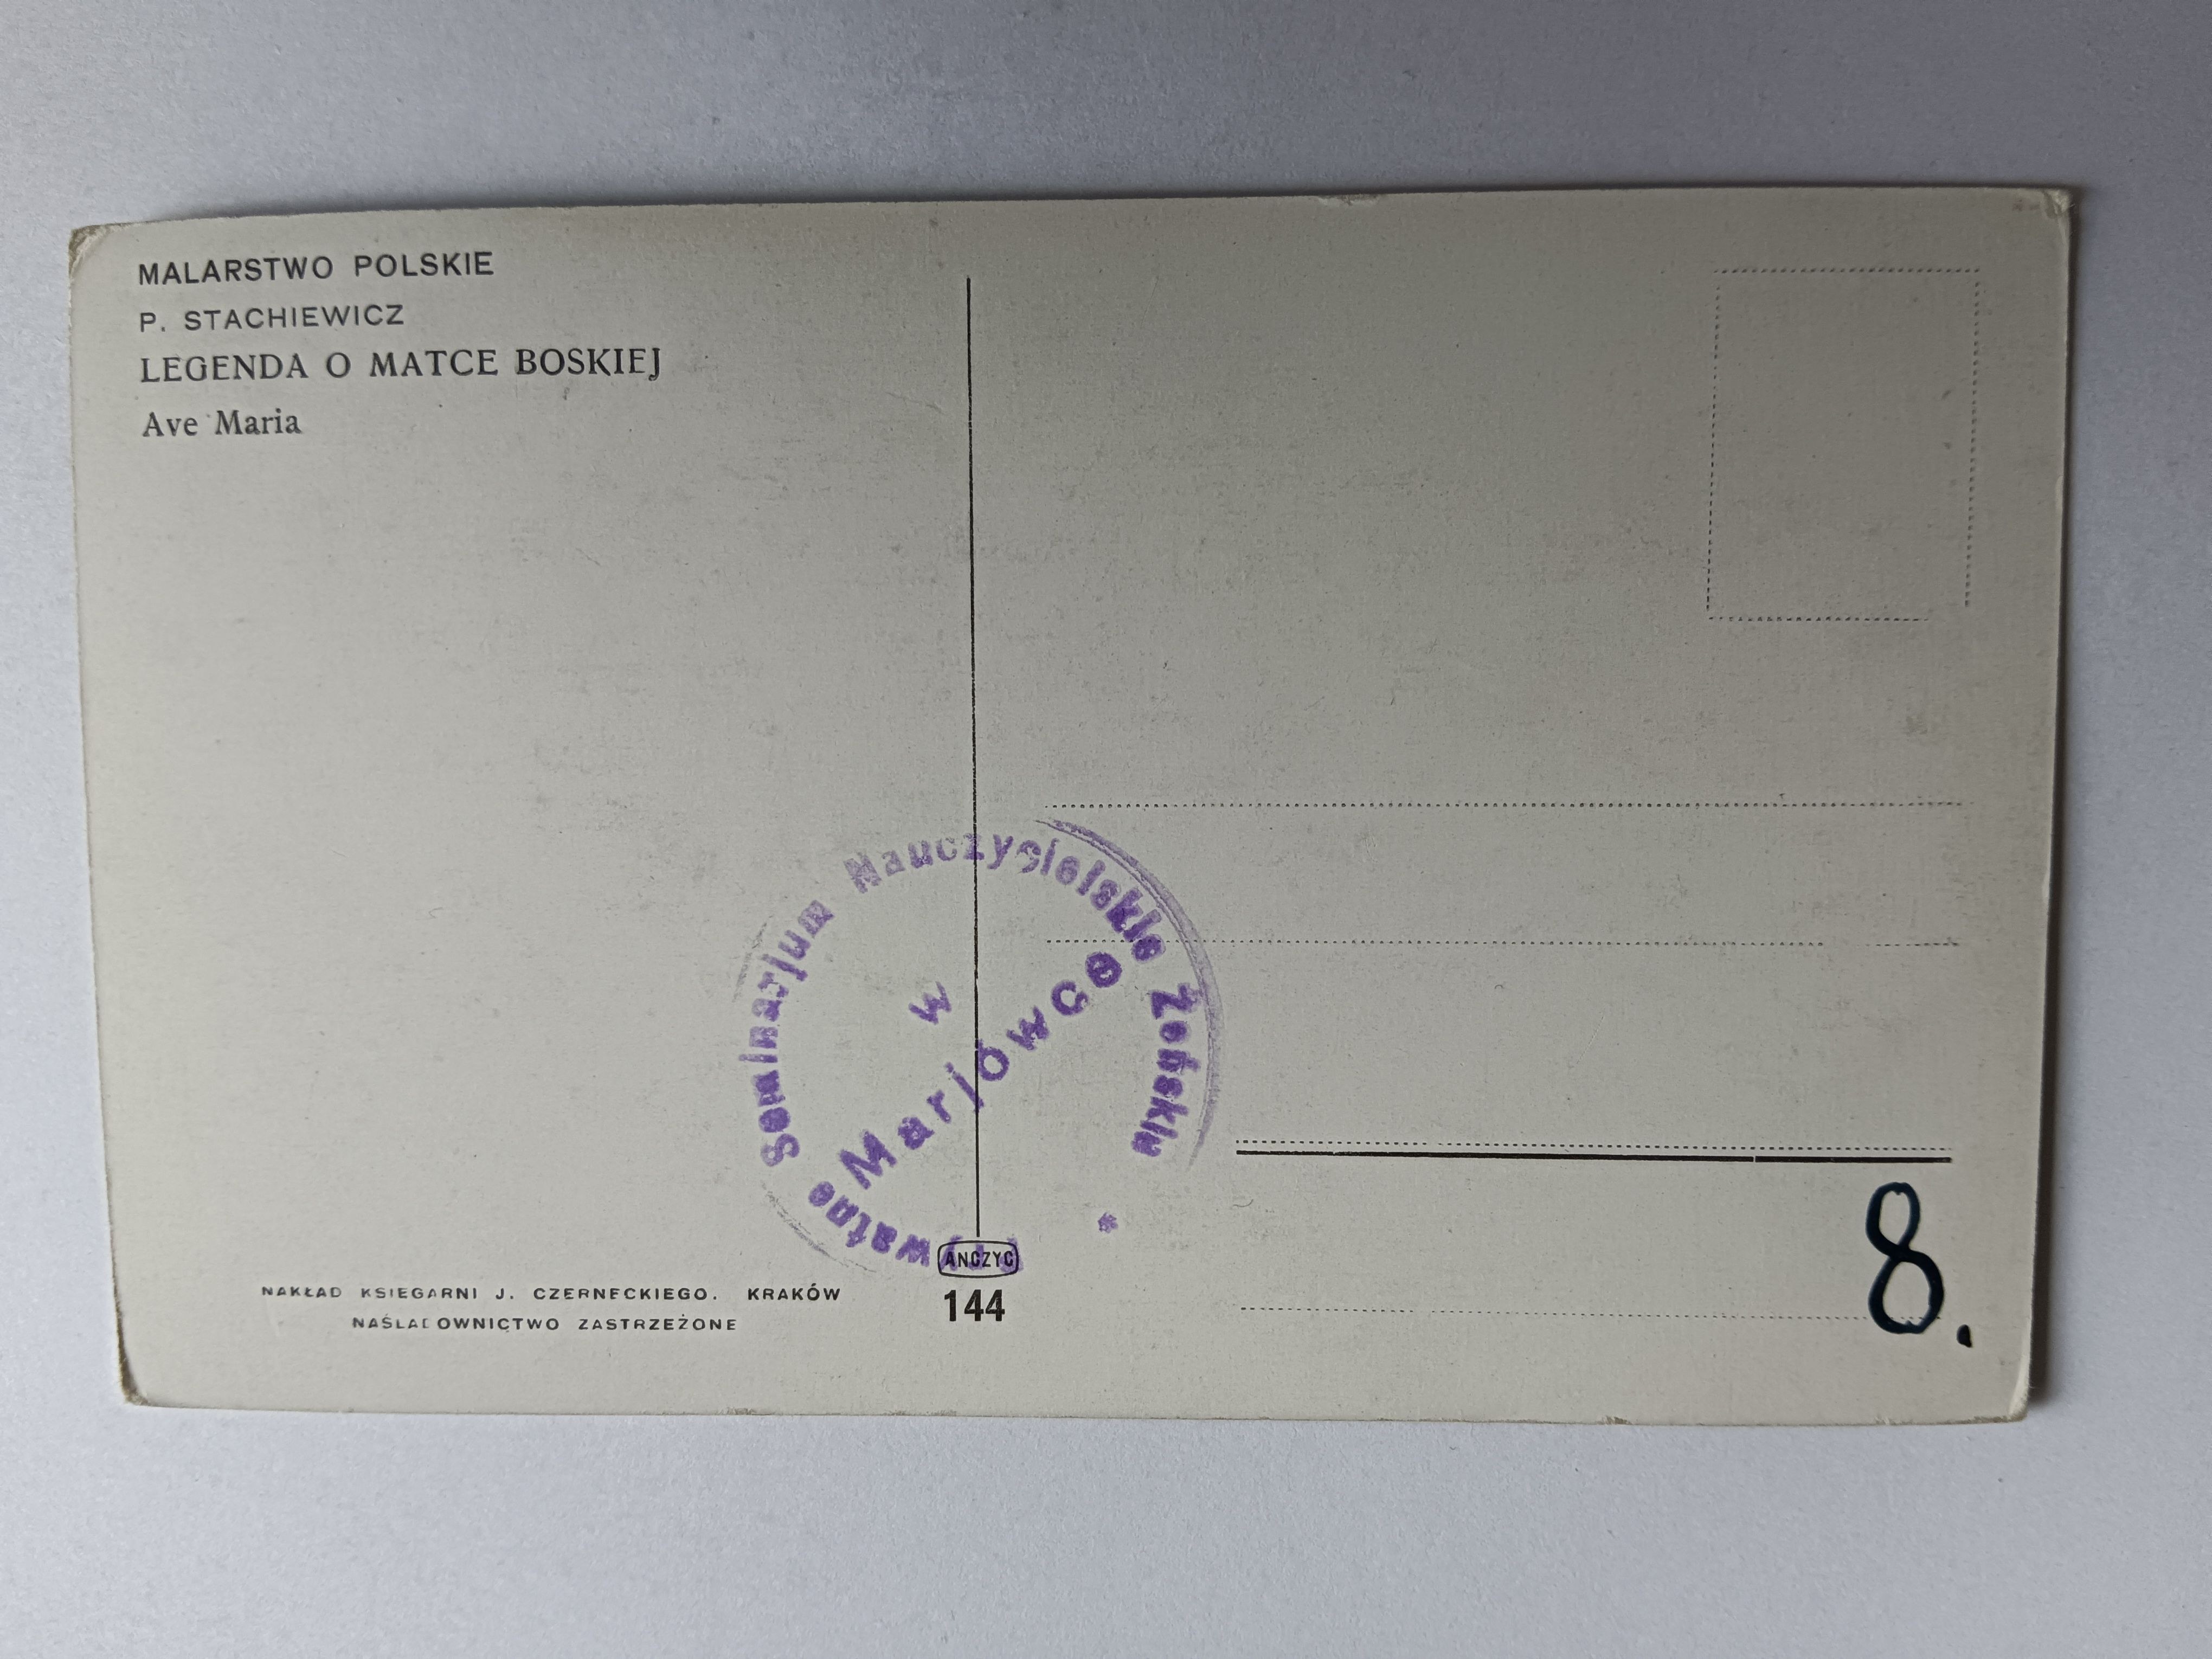 MALARSTWO POLSKIE
P. STACHIEWICZ
LEGENDA O MATCE BOSKIEJ
Ave Maria
Prywatne Seminarjum Nauczycielskie Żeńskie
w
Marjówce
*
ANCZYC
144
NAKŁAD KSIEGARNI J. CZERNECKIEGO. KRAKÓW
NAŚLADOWNICTWO ZASTRZEŻONE
8.